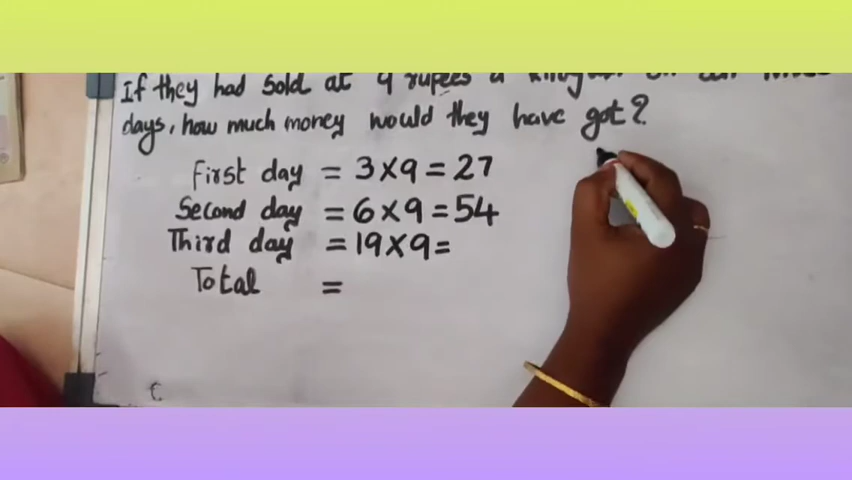 If they had sold at 9 rupees a
days, how much money would they have got?
First day = 3×9=27
Second day = 6×9=54
Third day = 19×9=
Total =